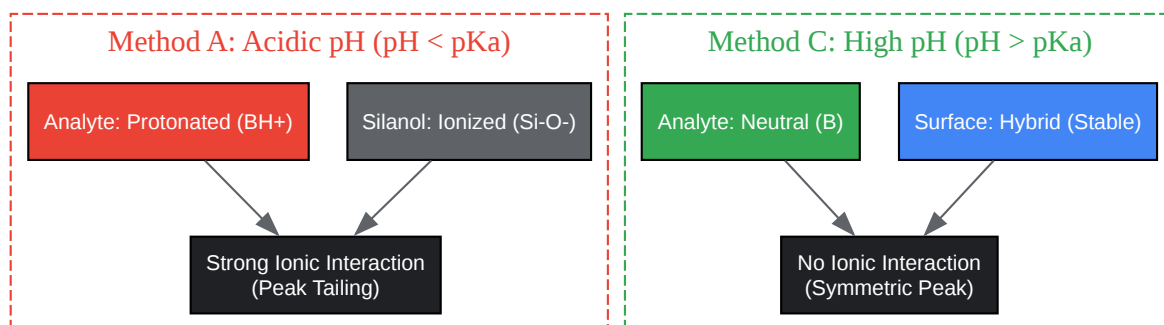 Method A: Acidic pH (pH < pKa)
Analyte: Protonated (BH+)
Silanol: Ionized (Si-O-)
Strong Ionic Interaction
(Peak Tailing)
Method C: High pH (pH > pKa)
Analyte: Neutral (B)
Surface: Hybrid (Stable)
No Ionic Interaction
(Symmetric Peak)